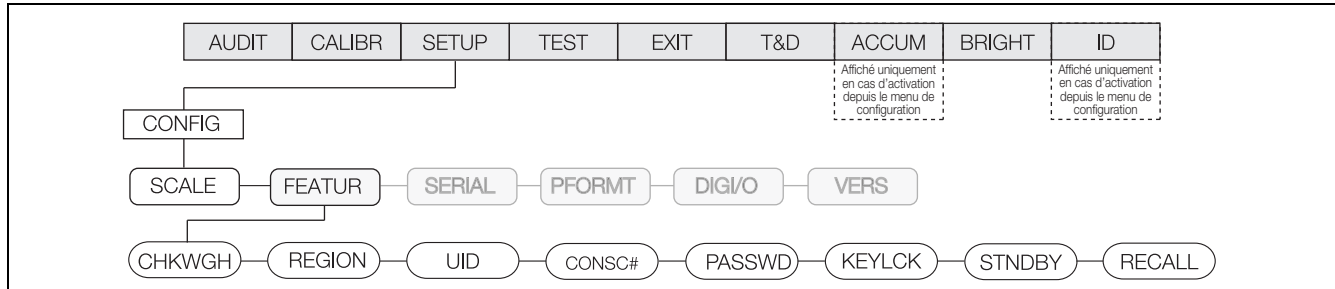 AUDIT CALIBR SETUP TEST EXIT T&D ACCUM BRIGHT ID
Affiché uniquement
en cas d'activation
depuis le menu de
configuration
Affiché uniquement
en cas d'activation
depuis le menu de
configuration
CONFIG
SCALE FEATUR SERIAL PFORMT DIGI/O VERS
CHKWGH REGION UID CONSC# PASSWD KEYLCK STNDBY RECALL